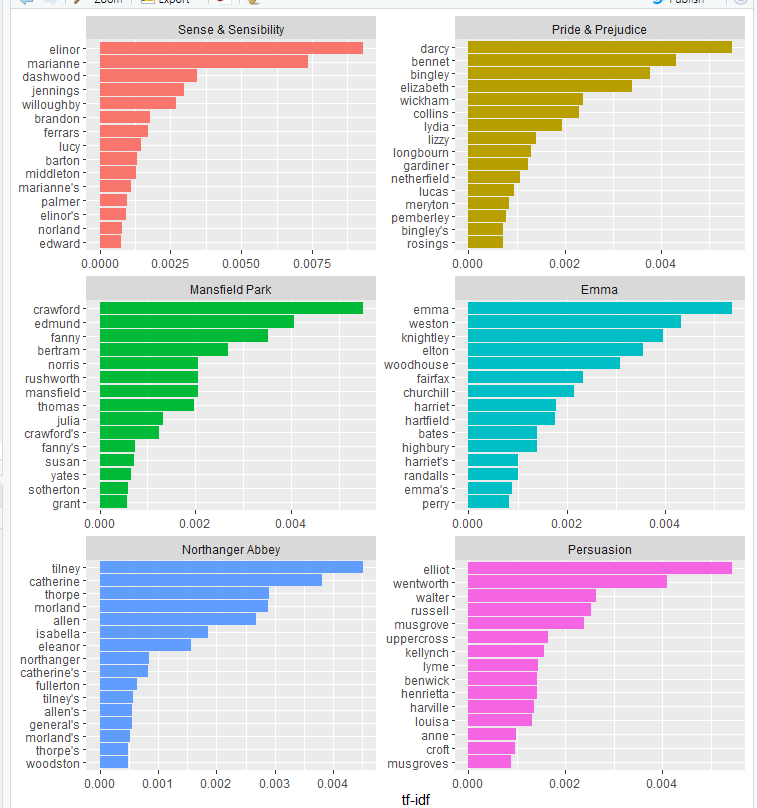 Zoom Export Publish
Sense & Sensibility
elinor
marianne
dashwood
jennings
willoughby
brandon
ferrars
lucy
barton
middleton
marianne's
palmer
elinor's
norland
edward
0.0000 0.0025 0.0050 0.0075
Pride & Prejudice
darcy
bennet
bingley
elizabeth
wickham
collins
lydia
lizzy
longbourn
gardiner
netherfield
lucas
meryton
pemberley
bingley's
rosings
0.000 0.002 0.004
Mansfield Park
crawford
edmund
fanny
bertram
norris
rushworth
mansfield
thomas
julia
crawford's
fanny's
susan
yates
sotherton
grant
0.000 0.002 0.004
Emma
emma
weston
knightley
elton
woodhouse
fairfax
churchill
harriet
hartfield
bates
highbury
harriet's
randalls
emma's
perry
0.000 0.002 0.004
Northanger Abbey
tilney
catherine
thorpe
morland
allen
isabella
eleanor
northanger
catherine's
fullerton
tilney's
allen's
general's
morland's
thorpe's
woodston
0.000 0.001 0.002 0.003 0.004
Persuasion
elliot
wentworth
walter
russell
musgrove
uppercross
kellynch
lyme
benwick
henrietta
harville
louisa
anne
croft
musgroves
0.000 0.002 0.004
tf-idf